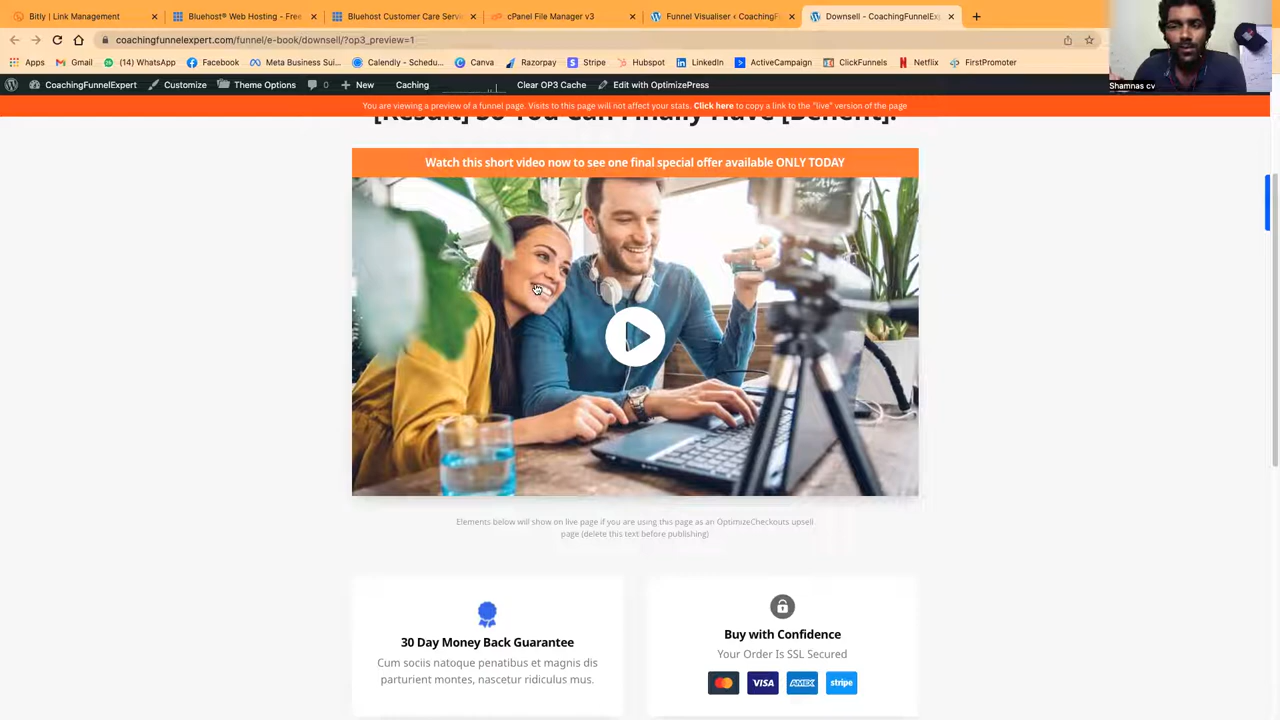 Bitly | Link Management
Bluehost® Web Hosting - Free
Bluehost Customer Care Servi
cPanel File Manager v3
Funnel Visualiser ‹ CoachingF
Downsell - CoachingFunnelEx
coachingfunnelexpert.com/funnel/e-book/downsell/?op3_preview=1
Apps
Gmail
(14) WhatsApp
Facebook
Meta Business Sui...
Calendly - Schedu...
Canva
Razorpay
Stripe
Hubspot
LinkedIn
ActiveCampaign
ClickFunnels
Netflix
FirstPromoter
CoachingFunnelExpert
Customize
Theme Options
0
New
Caching
Clear OP3 Cache
Edit with OptimizePress
Shamnas cv
You are viewing a preview of a funnel page. Visits to this page will not affect your stats. Click here to copy a link to the "live" version of the page
[Result] So You Can Finally Have [Benefit].
Watch this short video now to see one final special offer available ONLY TODAY
Elements below will show on live page if you are using this page as an OptimizeCheckouts upsell
page (delete this text before publishing)
30 Day Money Back Guarantee
Cum sociis natoque penatibus et magnis dis
parturient montes, nascetur ridiculus mus.
Buy with Confidence
Your Order Is SSL Secured
VISA
AMEX
stripe